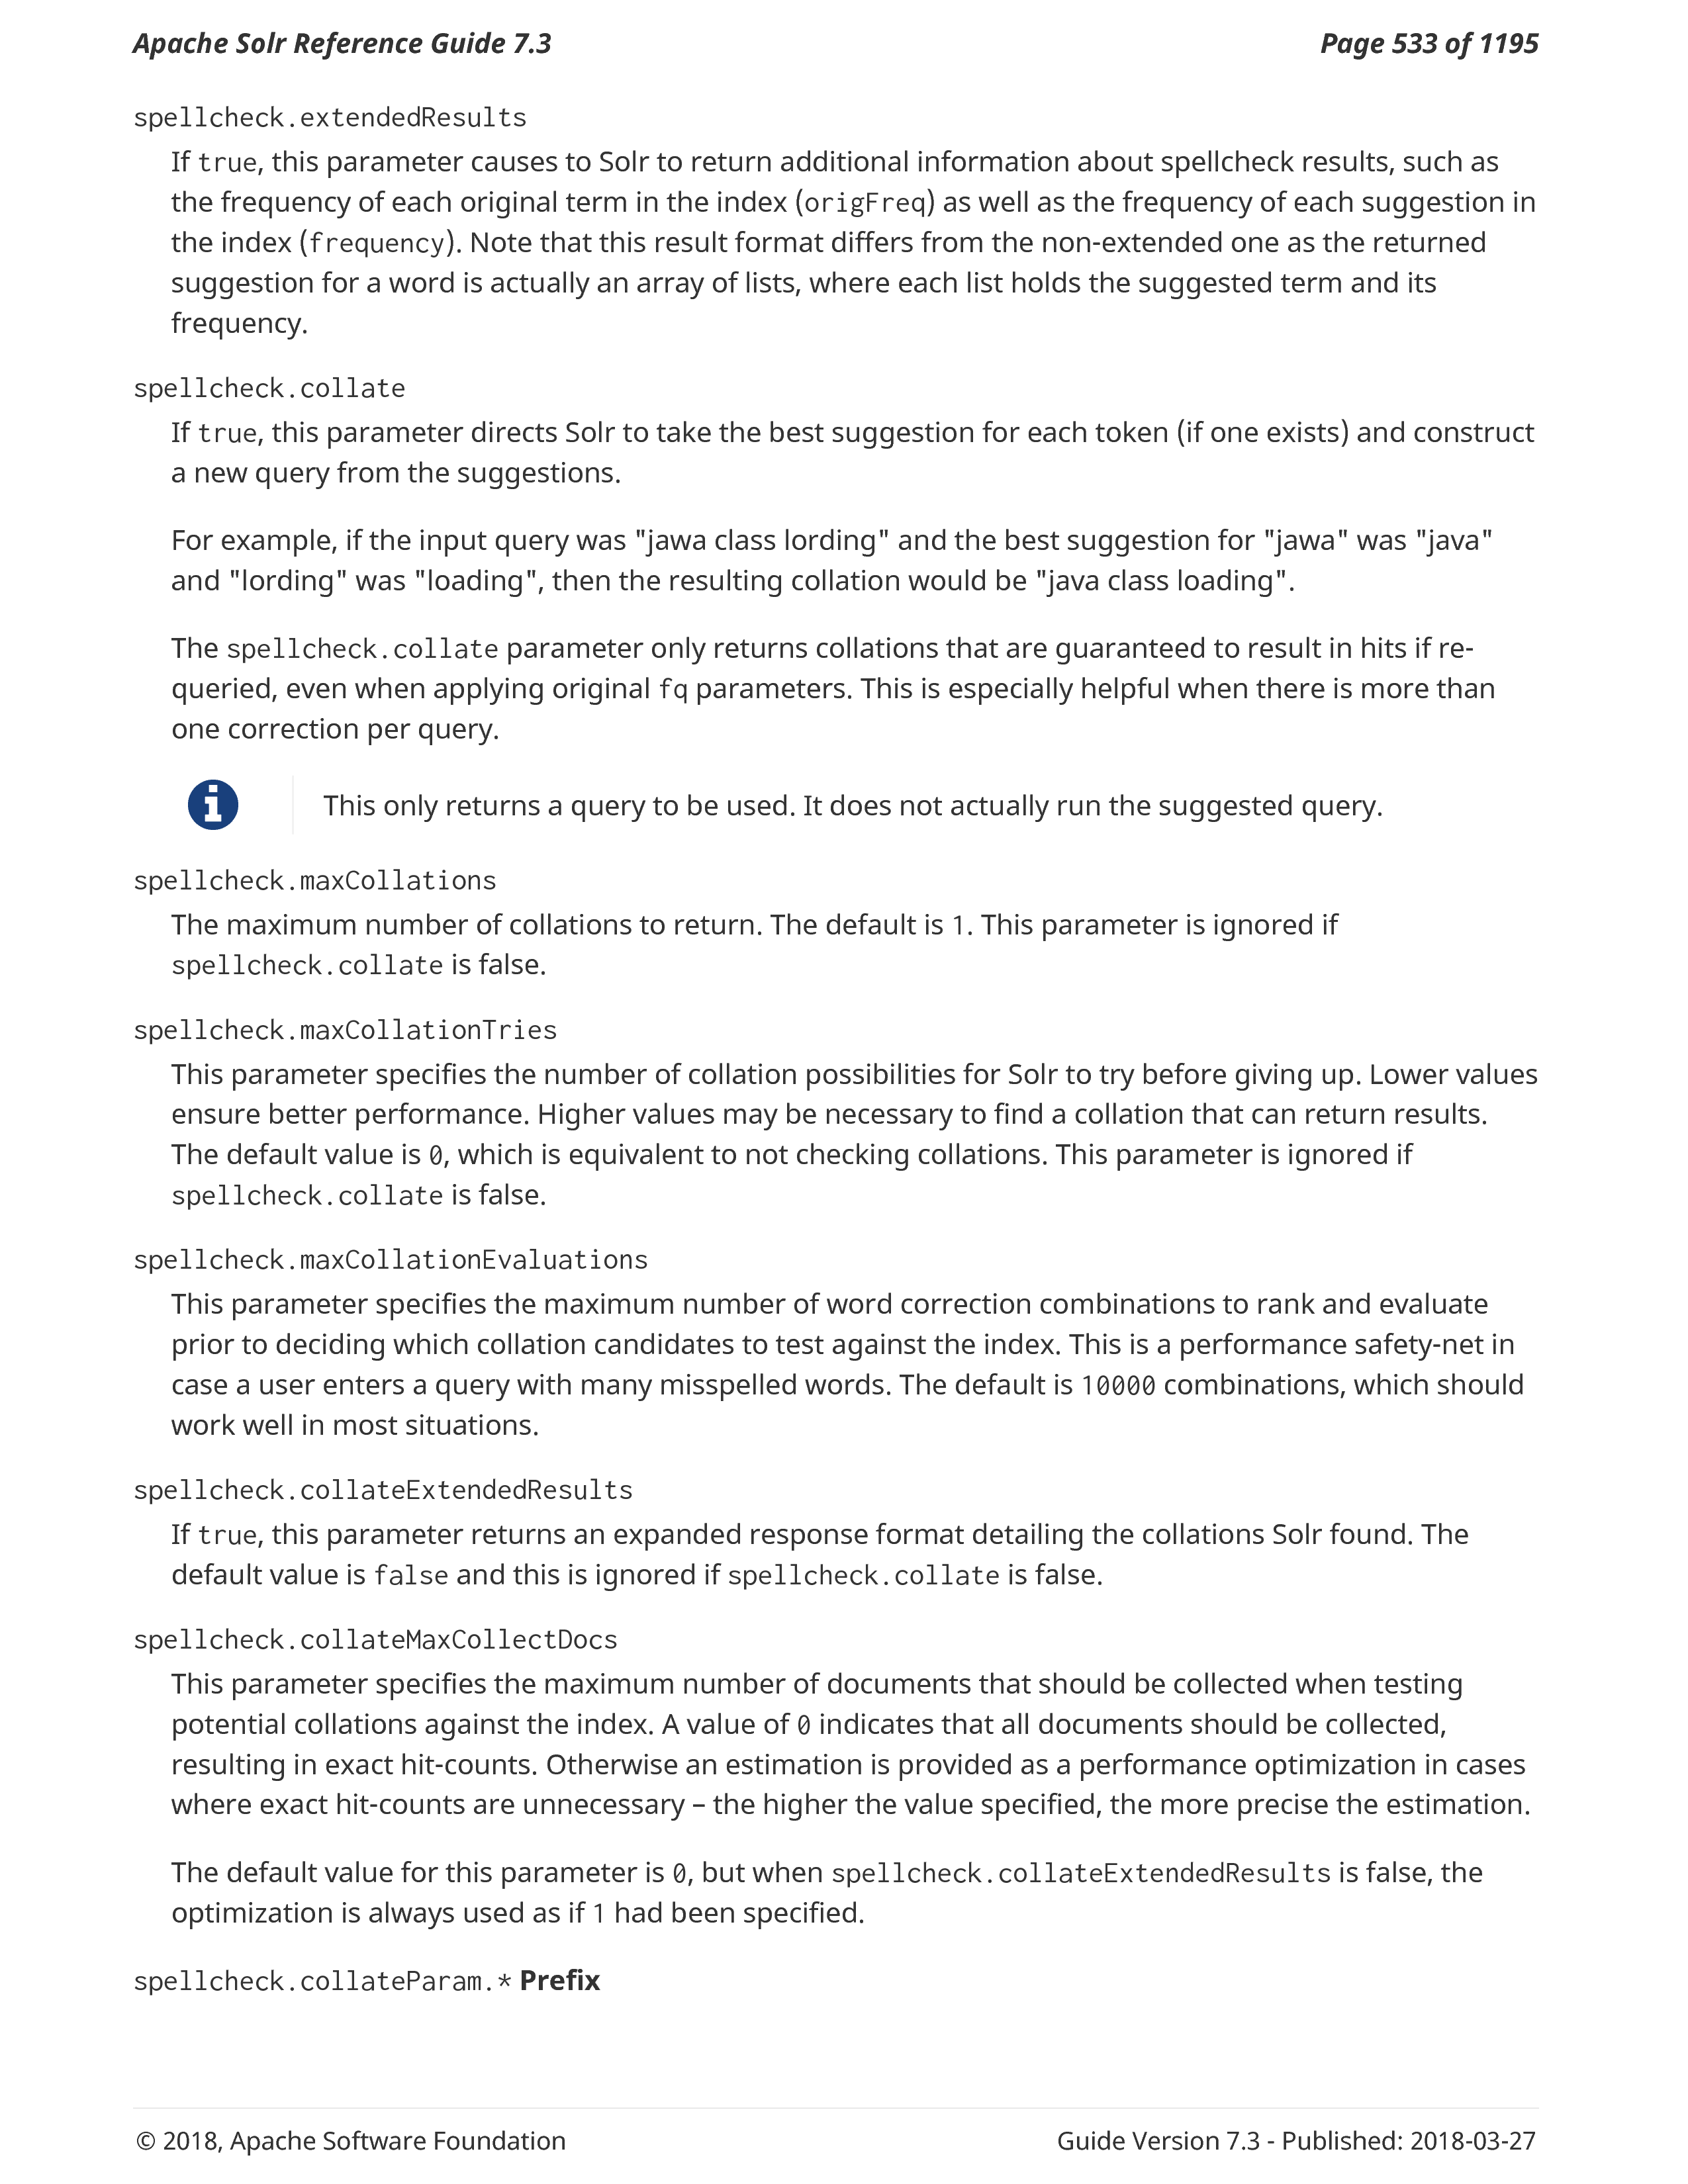 Apache Solr Reference Guide 7.3
Page 533 of 1195
spellcheck.extendedResults
If true, this parameter causes to Solr to return additional information about spellcheck results, such as
the frequency of each original term in the index (origFreq) as well as the frequency of each suggestion in
the index (frequency). Note that this result format differs from the non-extended one as the returned
suggestion for a word is actually an array of lists, where each list holds the suggested term and its
frequency.
spellcheck.collate
If true, this parameter directs Solr to take the best suggestion for each token (if one exists) and construct
a new query from the suggestions.
For example, if the input query was "jawa class lording" and the best suggestion for "jawa" was "java"
and "lording" was "loading", then the resulting collation would be "java class loading".
The spellcheck.collate parameter only returns collations that are guaranteed to result in hits if re-
queried, even when applying original fq parameters. This is especially helpful when there is more than
one correction per query.
This only returns a query to be used. It does not actually run the suggested query.
spellcheck.maxCollations
The maximum number of collations to return. The default is 1. This parameter is ignored if
spellcheck.collate is false.
spellcheck.maxCollationTries
This parameter specifies the number of collation possibilities for Solr to try before giving up. Lower values
ensure better performance. Higher values may be necessary to find a collation that can return results.
The default value is 0, which is equivalent to not checking collations. This parameter is ignored if
spellcheck.collate is false.
spellcheck.maxCollationEvaluations
This parameter specifies the maximum number of word correction combinations to rank and evaluate
prior to deciding which collation candidates to test against the index. This is a performance safety-net in
case a user enters a query with many misspelled words. The default is 10000 combinations, which should
work well in most situations.
spellcheck.collateExtendedResults
If true, this parameter returns an expanded response format detailing the collations Solr found. The
default value is false and this is ignored if spellcheck.collate is false.
spellcheck.collateMaxCollectDocs
This parameter specifies the maximum number of documents that should be collected when testing
potential collations against the index. A value of 0 indicates that all documents should be collected,
resulting in exact hit-counts. Otherwise an estimation is provided as a performance optimization in cases
where exact hit-counts are unnecessary – the higher the value specified, the more precise the estimation.
The default value for this parameter is 0, but when spellcheck.collateExtendedResults is false, the
optimization is always used as if 1 had been specified.
spellcheck.collateParam.* Prefix
© 2018, Apache Software Foundation
Guide Version 7.3 - Published: 2018-03-27